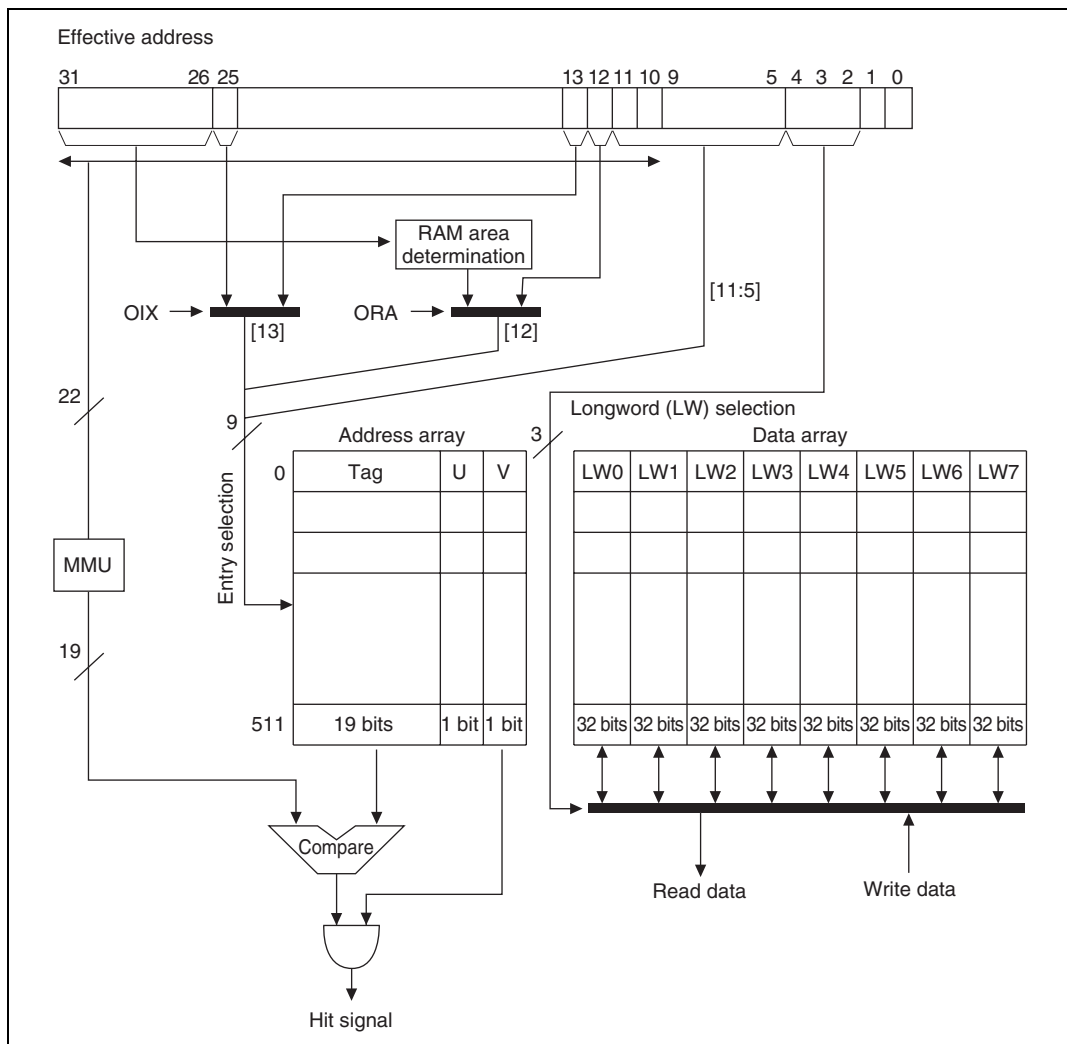 Effective address
31 26 25 13 12 11 10 9 5 4 3 2 1 0
RAM area
determination
[11:5]
OIX
ORA
[13]
[12]
22
9
Longword (LW) selection
3
Address array
Data array
0 Tag U V
LW0 LW1 LW2 LW3 LW4 LW5 LW6 LW7
Entry selection
MMU
19
511 19 bits 1 bit 1 bit
32 bits 32 bits 32 bits 32 bits 32 bits 32 bits 32 bits 32 bits
Compare
Read data
Write data
Hit signal